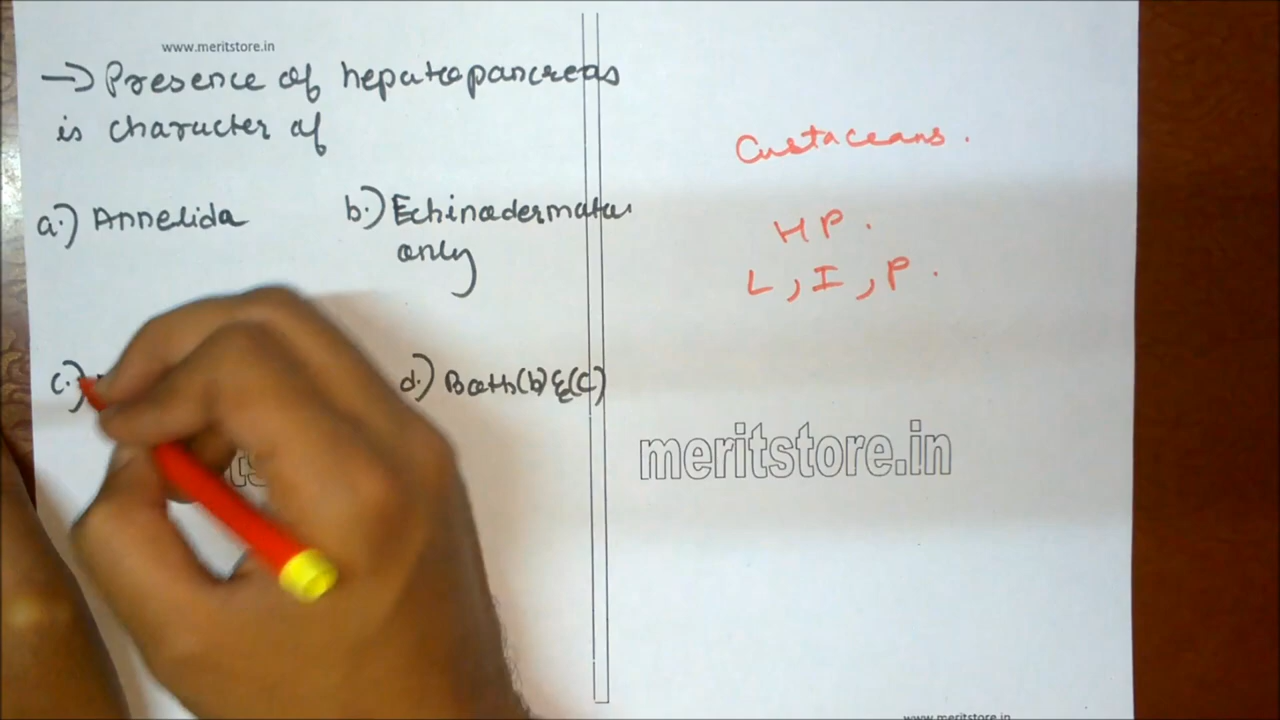 www.meritstore.in
→ Presence of hepatopancreas
is character of
a.) Annelida
b.) Echinodermata
only
c.)
d.) Both (b) & (c)
Custaceans.
HP.
L, I, P.
meritstore.in
www.meritstore.in